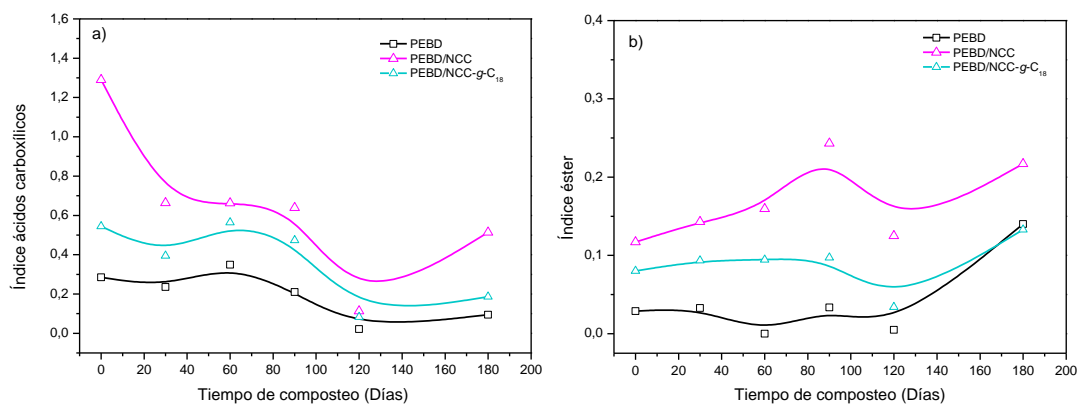 a)
PEBD
PEBD/NCC
PEBD/NCC-g-C18
1,6
1,4
1,2
1,0
0,8
0,6
0,4
0,2
0,0
Índice ácidos carboxílicos
0 20 40 60 80 100 120 140 160 180 200
Tiempo de composteo (Días)
b)
PEBD
PEBD/NCC
PEBD/NCC-g-C18
0,4
0,3
0,2
0,1
0,0
Índice éster
0 20 40 60 80 100 120 140 160 180 200
Tiempo de composteo (Días)